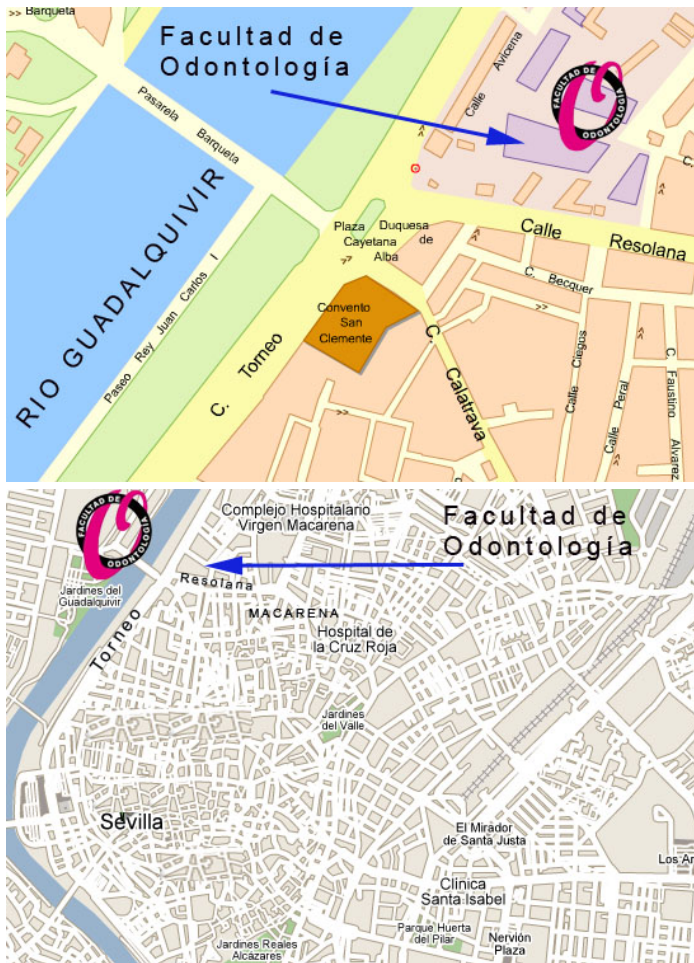 Barqueta
Facultad de
Odontología
Calle Avicena
FACULTAD DE
ODONTOLOGÍA
Pasarela Barqueta
RIO GUADALQUIVIR
Paseo Rey Juan Carlos I
Plaza Duquesa
Cayetana de
Alba
Calle Resolana
C.
C. Becquer
Convento
San
Clemente
C. Torneo
C. Calatrava
Calle Ciegos
Calle Peral
C. Faustino Alvarez
FACULTAD DE
ODONTOLOGÍA
Complejo Hospitalario
Virgen Macarena
Facultad de
Odontología
Resolana
Jardines del
Guadalquivir
MACARENA
Torneo
Hospital de
la Cruz Roja
Jardines
del Valle
Sevilla
El Mirador
de Santa Justa
Los Ar
Clínica
Santa Isabel
Parque Huerta
del Pilar
Nervión
Plaza
Jardines Reales
Alcázares